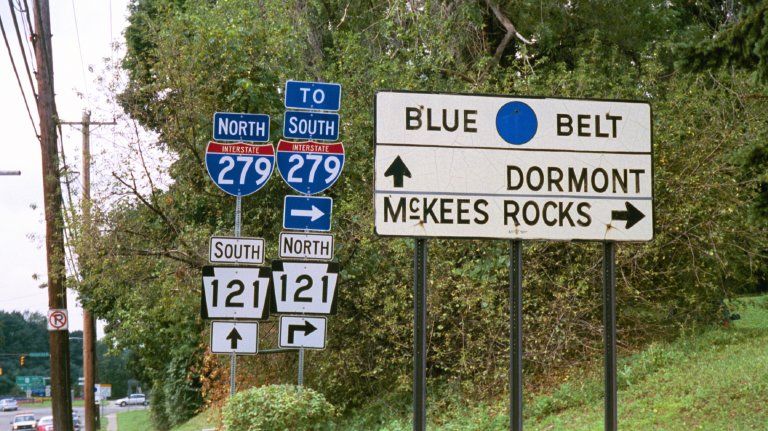 NORTH
INTERSTATE
279
SOUTH
121
TO
SOUTH
INTERSTATE
279
NORTH
121
BLUE BELT
DORMONT
McKEES ROCKS
P